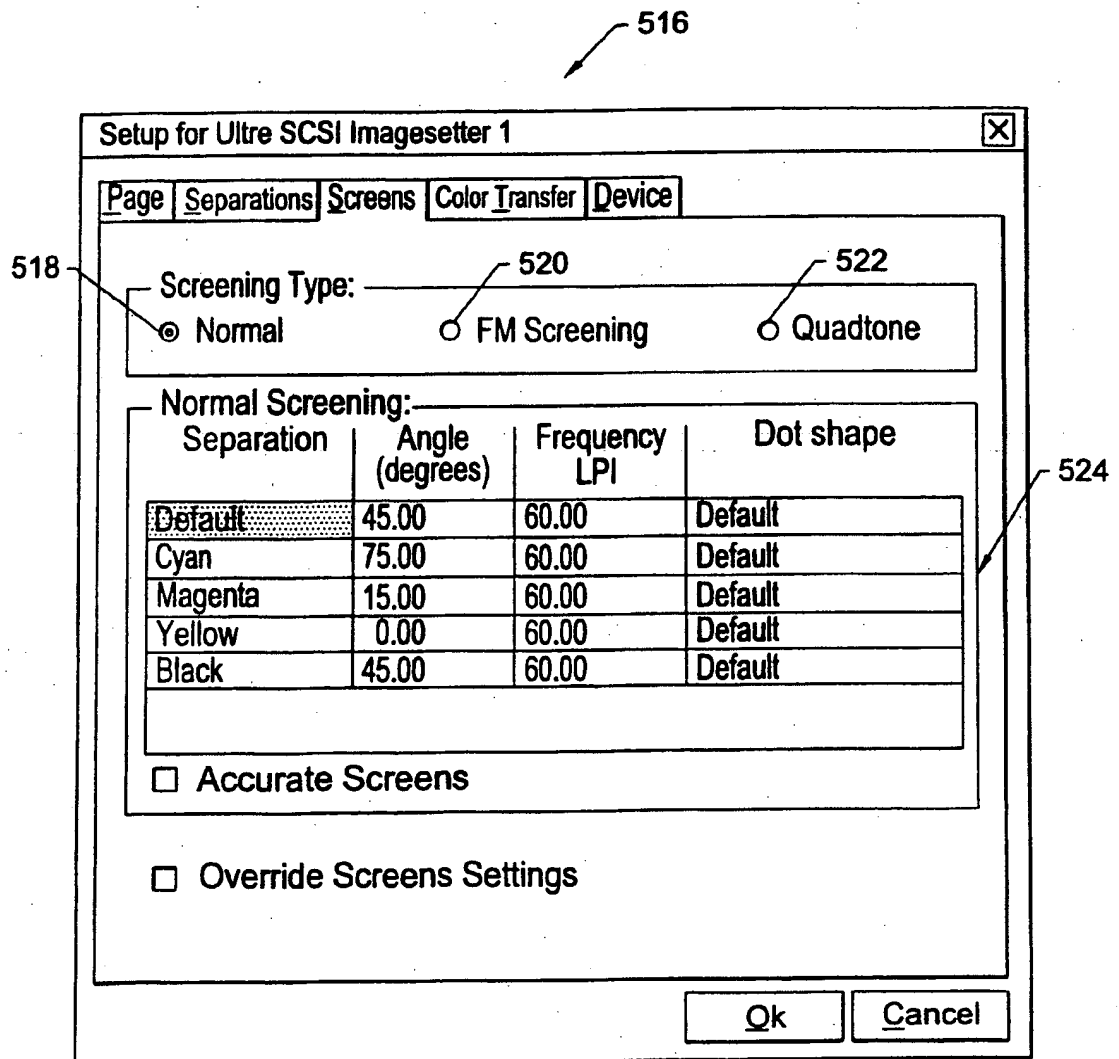 516
Setup for Ultre SCSI Imagesetter 1
Page Separations Screens Color Transfer Device
518
520
522
Screening Type:
Normal FM Screening Quadtone
Normal Screening:
Separation Angle (degrees) Frequency LPI Dot shape
524
Default 45.00 60.00 Default
Cyan 75.00 60.00 Default
Magenta 15.00 60.00 Default
Yellow 0.00 60.00 Default
Black 45.00 60.00 Default
Accurate Screens
Override Screens Settings
Ok Cancel